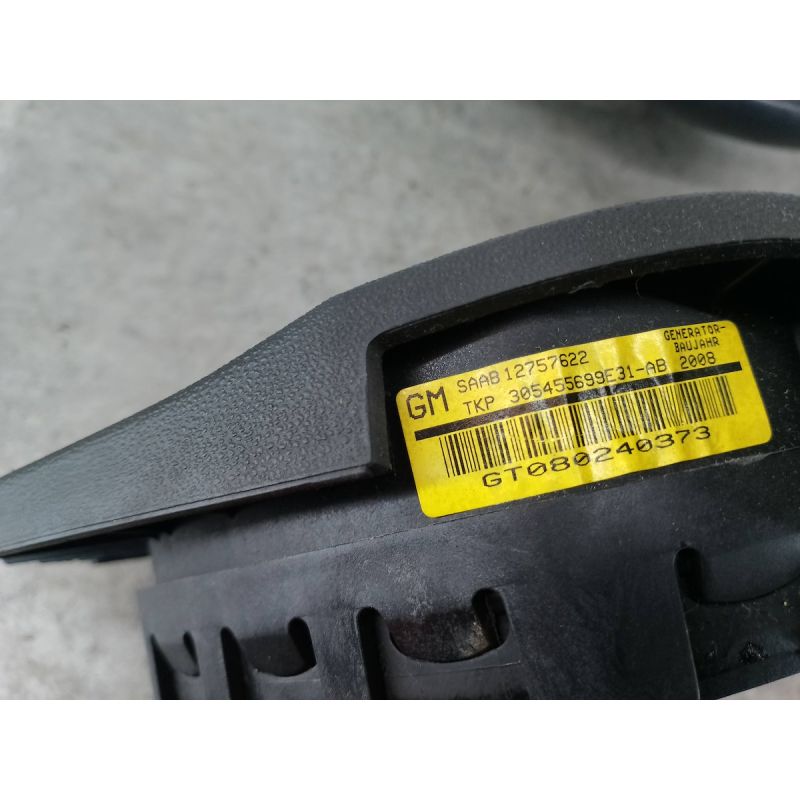 GM SAAB 12757622 GENERATOR-
BAUJAHR
TKP 305455699E31-AB 2008
GT080240373